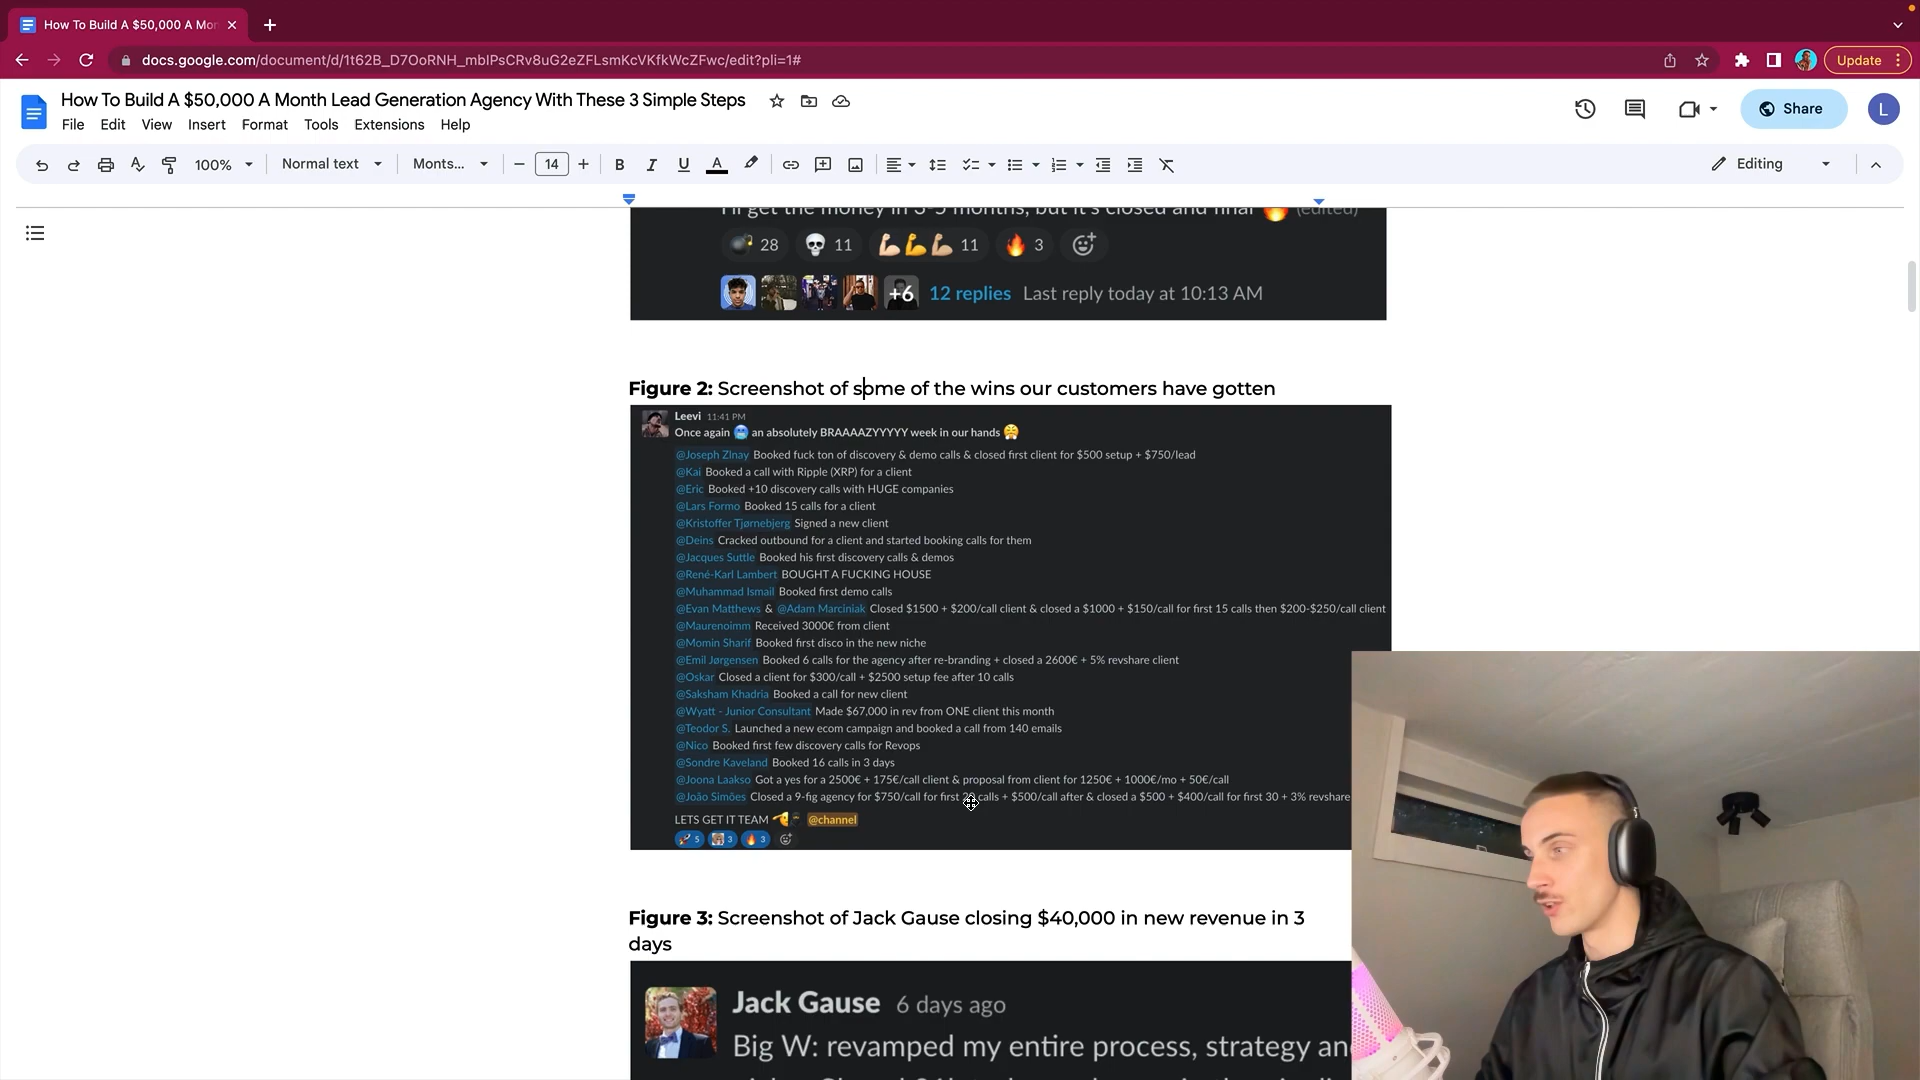 How To Build A $50,000 A Mon
docs.google.com/document/d/1t62B_D7OoRNH_mbIPsCRv8uG2eZFLsmKcVKfkWcZFwc/edit?pli=1#
Update
How To Build A $50,000 A Month Lead Generation Agency With These 3 Simple Steps
File Edit View Insert Format Tools Extensions Help
Share
L
100% Normal text Monts... 14 B I U A Editing
I'll get the money in 3-5 months, but it's closed and final (edited)
28 11 11 3
+6 12 replies Last reply today at 10:13 AM
Figure 2: Screenshot of some of the wins our customers have gotten
Leevi 11:41 PM
Once again an absolutely BRAAAAZYYYYY week in our hands
@Joseph Zlnay Booked fuck ton of discovery & demo calls & closed first client for $500 setup + $750/lead
@Kai Booked a call with Ripple (XRP) for a client
@Eric Booked +10 discovery calls with HUGE companies
@Lars Formo Booked 15 calls for a client
@Kristoffer Tjørnebjerg Signed a new client
@Deins Cracked outbound for a client and started booking calls for them
@Jacques Suttle Booked his first discovery calls & demos
@René-Karl Lambert BOUGHT A FUCKING HOUSE
@Muhammad Ismail Booked first demo calls
@Evan Matthews & @Adam Marciniak Closed $1500 + $200/call client & closed a $1000 + $150/call for first 15 calls then $200-$250/call client
@Maurenoimm Received 3000€ from client
@Momin Sharif Booked first disco in the new niche
@Emil Jørgensen Booked 6 calls for the agency after re-branding + closed a 2600€ + 5% revshare client
@Oskar Closed a client for $300/call + $2500 setup fee after 10 calls
@Saksham Khadria Booked a call for new client
@Wyatt - Junior Consultant Made $67,000 in rev from ONE client this month
@Teodor S. Launched a new ecom campaign and booked a call from 140 emails
@Nico Booked first few discovery calls for Revops
@Sondre Kaveland Booked 16 calls in 3 days
@Joona Laakso Got a yes for a 2500€ + 175€/call client & proposal from client for 1250€ + 1000€/mo + 50€/call
@João Simões Closed a 9-fig agency for $750/call for first calls + $500/call after & closed a $500 + $400/call for first 30 + 3% revshare
LETS GET IT TEAM @channel
5 3 3
Figure 3: Screenshot of Jack Gause closing $40,000 in new revenue in 3
days
Jack Gause 6 days ago
Big W: revamped my entire process, strategy an